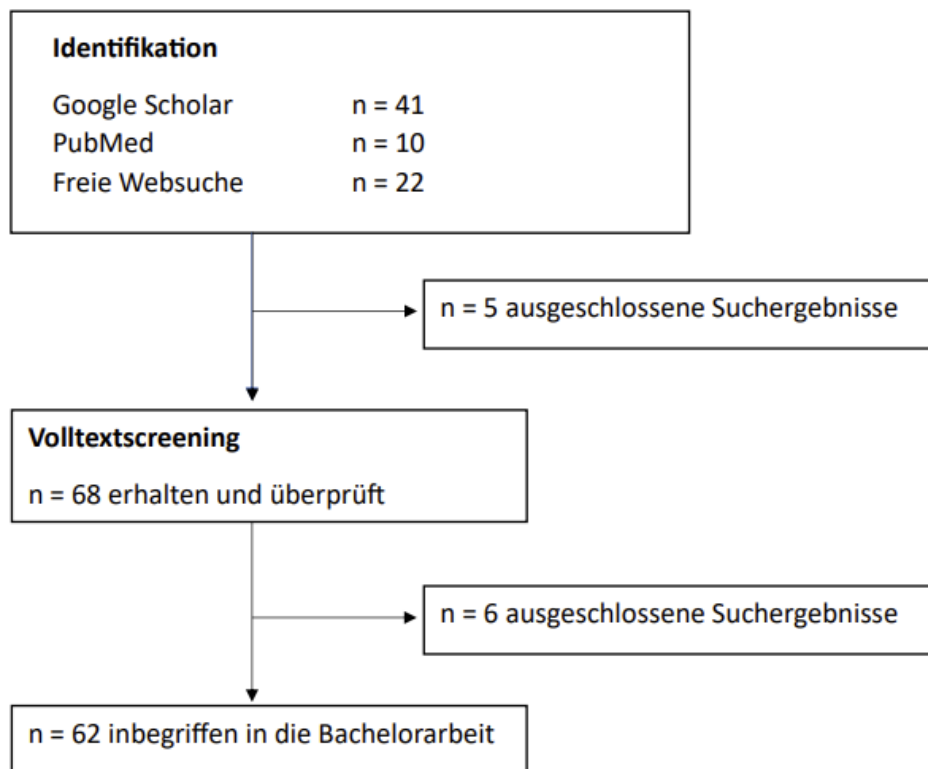 Identifikation
Google Scholar n = 41
PubMed n = 10
Freie Websuche n = 22
n = 5 ausgeschlossene Suchergebnisse
Volltextscreening
n = 68 erhalten und überprüft
n = 6 ausgeschlossene Suchergebnisse
n = 62 inbegriffen in die Bachelorarbeit